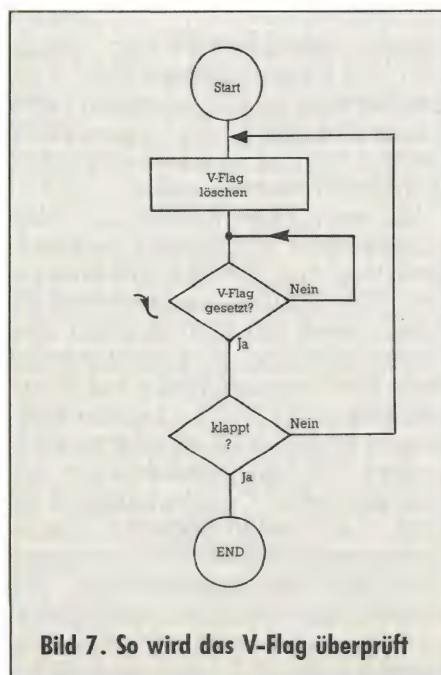 Start
V-Flag
löschen
V-Flag
gesetzt?
Nein
Ja
klappt
?
Nein
Ja
END
Bild 7. So wird das V-Flag überprüft